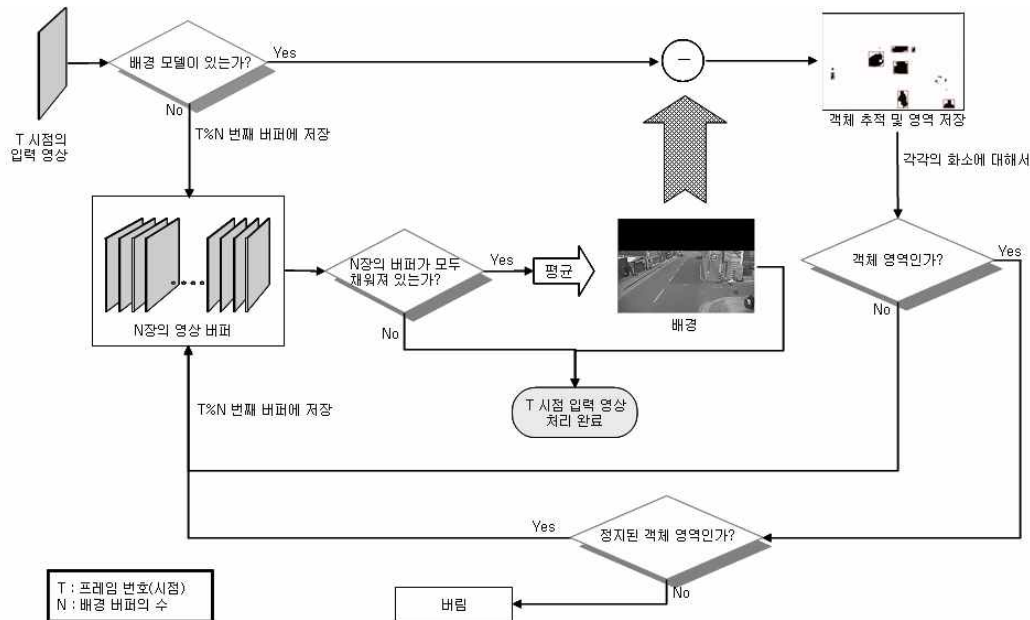 배경 모델이 있는가?
Yes
No
T 시점의
입력 영상
T%N 번째 버퍼에 저장
객체 추적 및 영역 저장
각각의 화소에 대해서
N장의 버퍼가 모두
채워져 있는가?
Yes
No
평균
배경
객체 영역인가?
Yes
No
N장의 영상 버퍼
T%N 번째 버퍼에 저장
T 시점 입력 영상
처리 완료
정지된 객체 영역인가?
Yes
No
버림
T : 프레임 번호(시점)
N : 배경 버퍼의 수